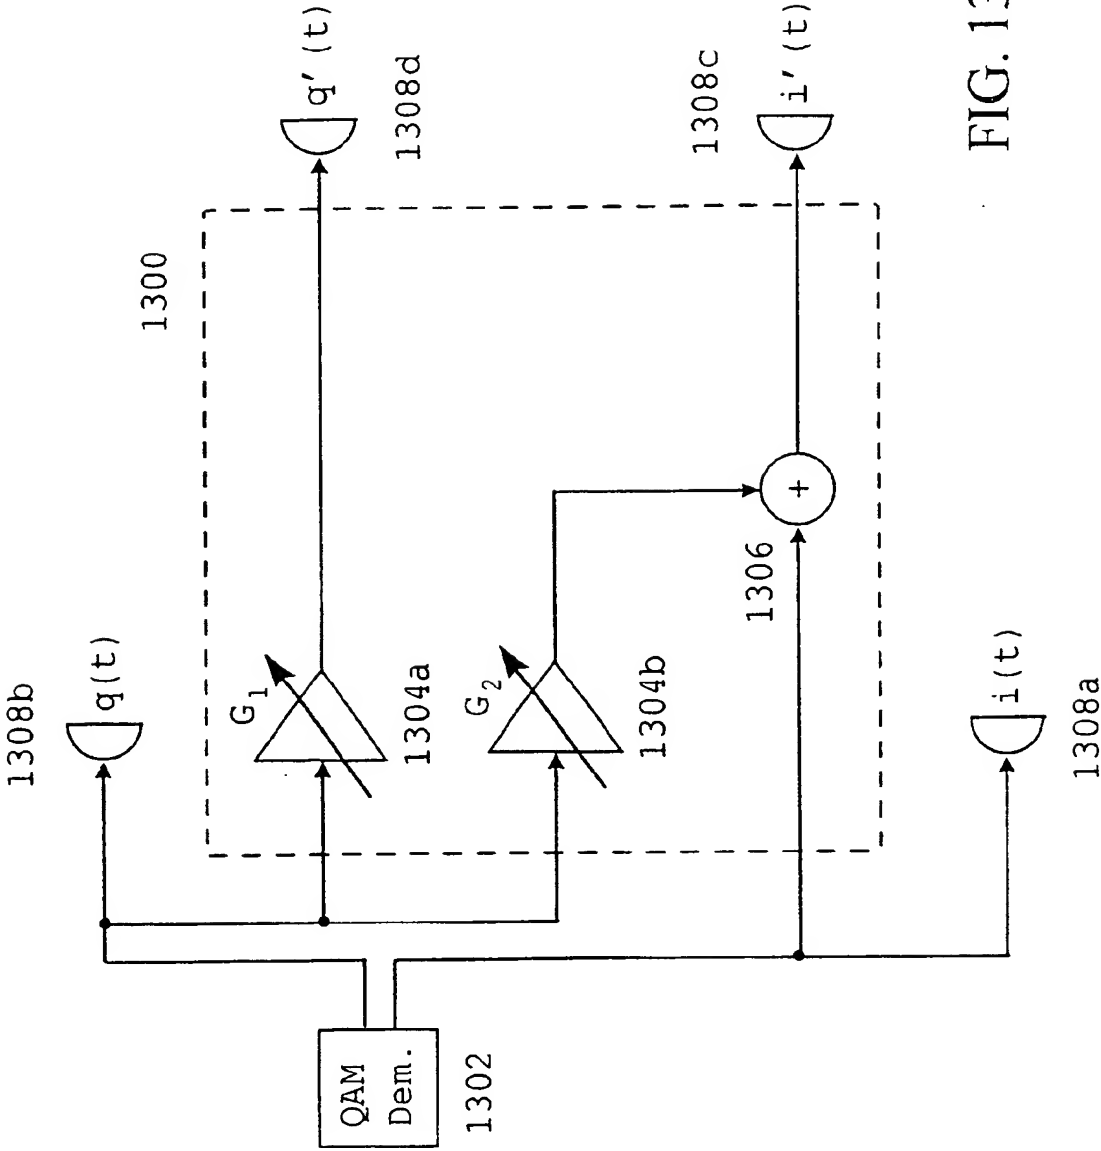 1308b
q(t)
q'(t)
1308d
1300
G1
1304a
G2
1304b
QAM
Dem.
1302
1306
+
1308c
i'(t)
i(t)
1308a
FIG. 13